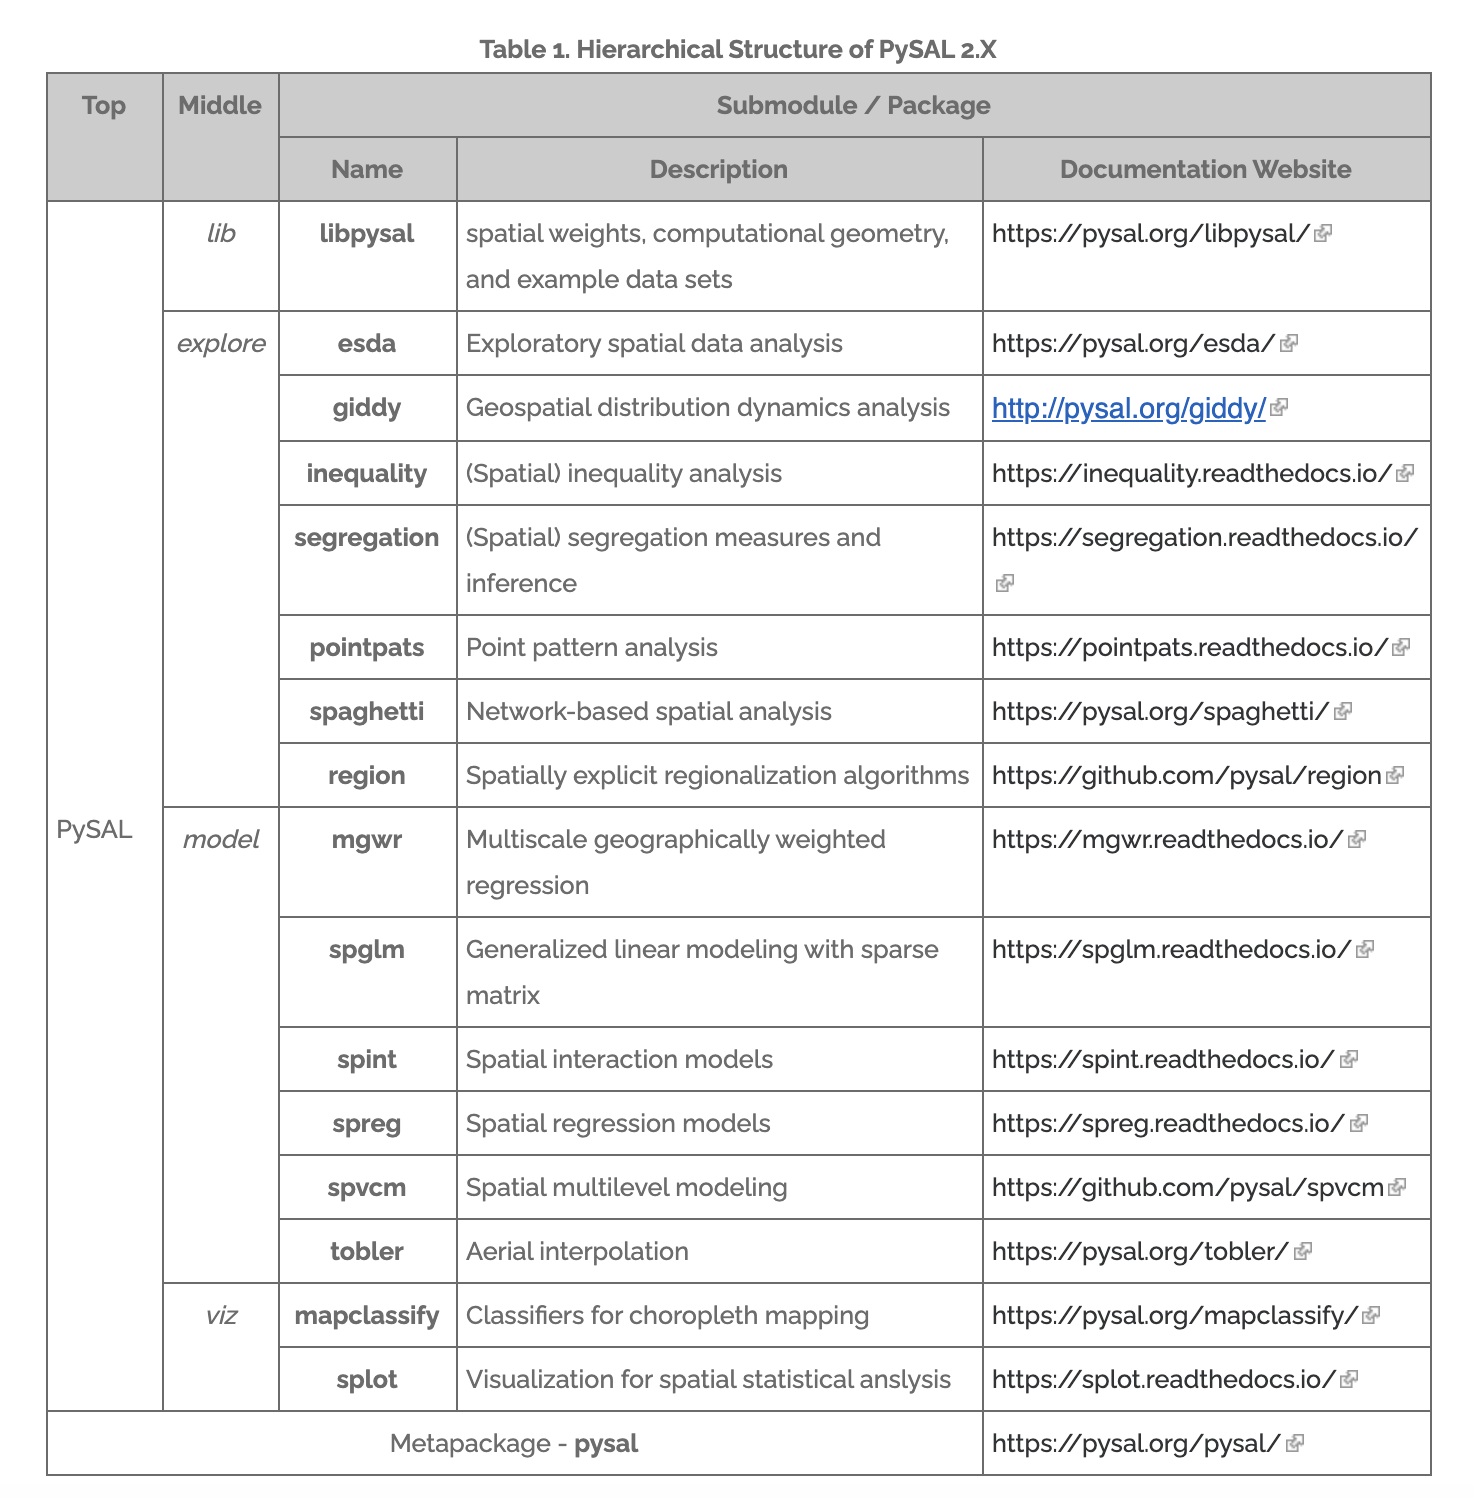 Table 1. Hierarchical Structure of PySAL 2.X
Top Middle Submodule / Package
Name Description Documentation Website
PySAL
lib libpysal spatial weights, computational geometry, https://pysal.org/libpysal/
and example data sets
explore esda Exploratory spatial data analysis https://pysal.org/esda/
giddy Geospatial distribution dynamics analysis http://pysal.org/giddy/
inequality (Spatial) inequality analysis https://inequality.readthedocs.io/
segregation (Spatial) segregation measures and https://segregation.readthedocs.io/
inference
pointpats Point pattern analysis https://pointpats.readthedocs.io/
spaghetti Network-based spatial analysis https://pysal.org/spaghetti/
region Spatially explicit regionalization algorithms https://github.com/pysal/region
model mgwr Multiscale geographically weighted https://mgwr.readthedocs.io/
regression
spglm Generalized linear modeling with sparse https://spglm.readthedocs.io/
matrix
spint Spatial interaction models https://spint.readthedocs.io/
spreg Spatial regression models https://spreg.readthedocs.io/
spvcm Spatial multilevel modeling https://github.com/pysal/spvcm
tobler Aerial interpolation https://pysal.org/tobler/
viz mapclassify Classifiers for choropleth mapping https://pysal.org/mapclassify/
splot Visualization for spatial statistical anslysis https://splot.readthedocs.io/
Metapackage - pysal https://pysal.org/pysal/